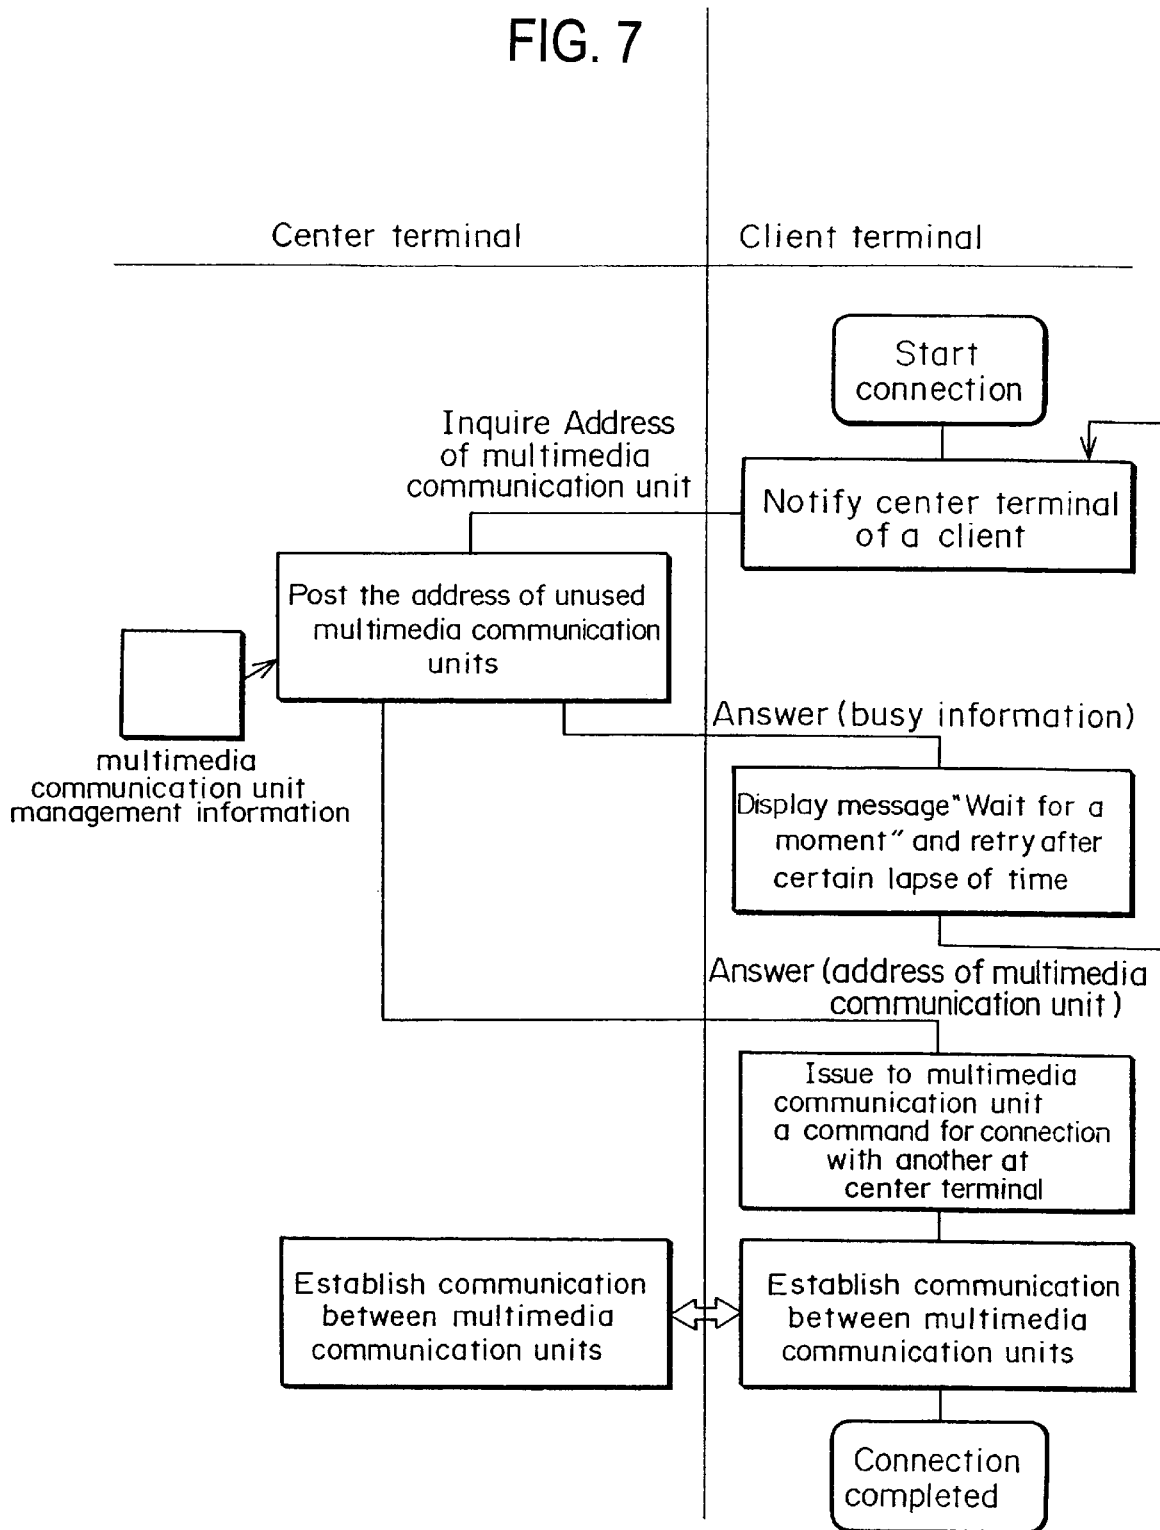 FIG. 7
Center terminal
Client terminal
Start
connection
Inquire Address
of multimedia
communication unit
Notify center terminal
of a client
Post the address of unused
multimedia communication
units
multimedia
communication unit
management information
Answer (busy information)
Display message "Wait for a
moment" and retry after
certain lapse of time
Answer (address of multimedia
communication unit)
Issue to multimedia
communication unit
a command for connection
with another at
center terminal
Establish communication
between multimedia
communication units
Establish communication
between multimedia
communication units
Connection
completed